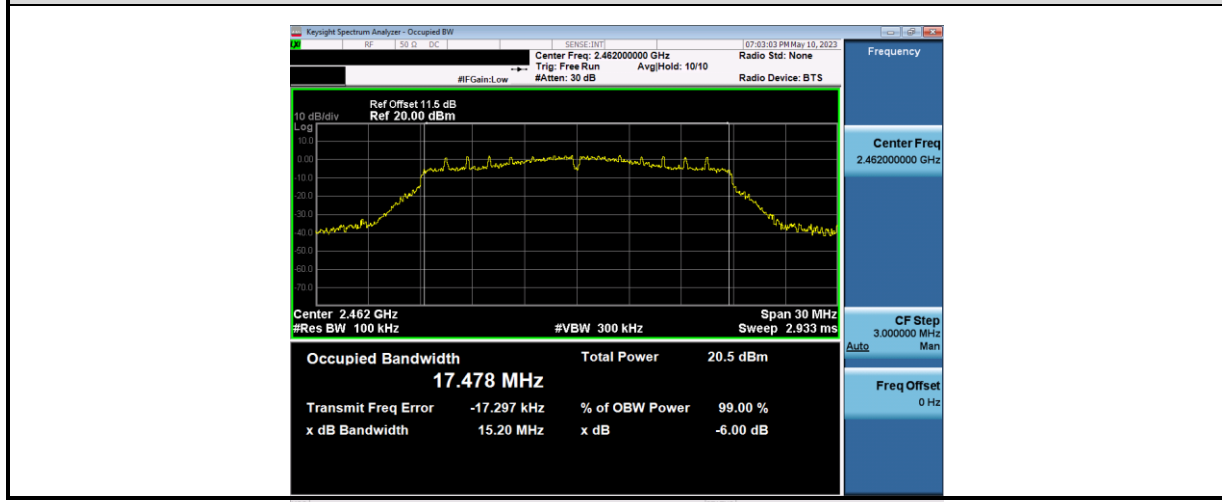 Keysight Spectrum Analyzer - Occupied BW
LXI RF 50 Ω DC SENSE:INT 07:03:03 PM May 10, 2023
Center Freq: 2.462000000 GHz Radio Std: None
Trig: Free Run Avg|Hold: 10/10
#IFGain:Low #Atten: 30 dB Radio Device: BTS
Ref Offset 11.5 dB
10 dB/div Ref 20.00 dBm
Log
10.0
0.00
-10.0
-20.0
-30.0
-40.0
-50.0
-60.0
-70.0
Center 2.462 GHz Span 30 MHz
#Res BW 100 kHz #VBW 300 kHz Sweep 2.933 ms
Occupied Bandwidth Total Power 20.5 dBm
17.478 MHz
Transmit Freq Error -17.297 kHz % of OBW Power 99.00 %
x dB Bandwidth 15.20 MHz x dB -6.00 dB
Frequency
Center Freq
2.462000000 GHz
CF Step
3.000000 MHz
Auto Man
Freq Offset
0 Hz